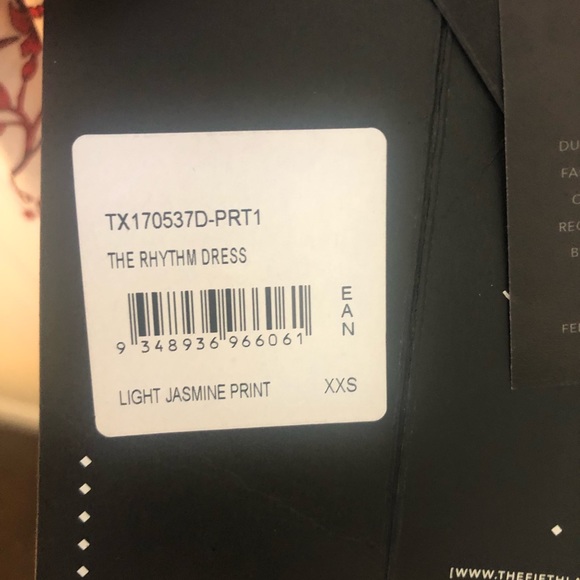 TX170537D-PRT1
THE RHYTHM DRESS
EAN
9 348936 966061
LIGHT JASMINE PRINT XXS